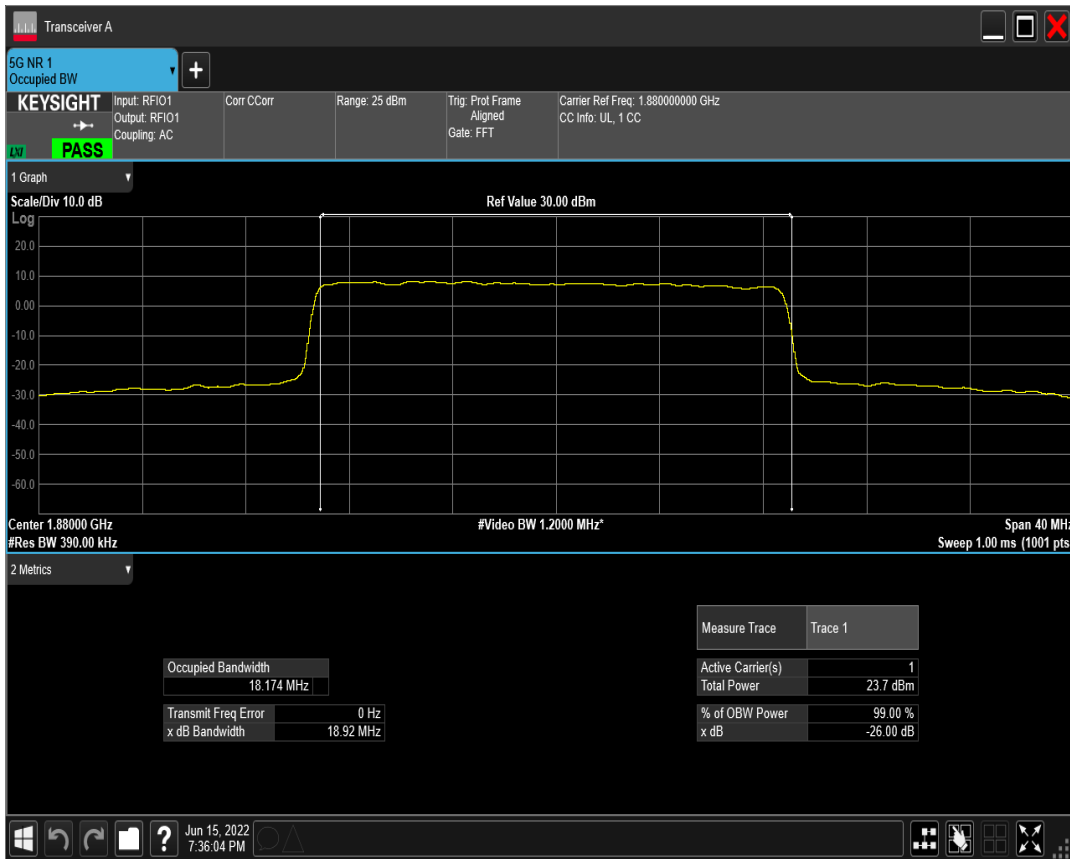 Transceiver A
5G NR 1
Occupied BW
KEYSIGHT
LXI
PASS
Input: RFIO1
Output: RFIO1
Coupling: AC
Corr CCorr
Range: 25 dBm
Trig: Prot Frame
Aligned
Gate: FFT
Carrier Ref Freq: 1.880000000 GHz
CC Info: UL, 1 CC
1 Graph
Scale/Div 10.0 dB
Ref Value 30.00 dBm
Log
20.0
10.0
0.00
-10.0
-20.0
-30.0
-40.0
-50.0
-60.0
Center 1.88000 GHz
#Video BW 1.2000 MHz*
Span 40 MHz
#Res BW 390.00 kHz
Sweep 1.00 ms (1001 pts
2 Metrics
Measure Trace Trace 1
Occupied Bandwidth
18.174 MHz
Active Carrier(s) 1
Total Power 23.7 dBm
Transmit Freq Error 0 Hz
x dB Bandwidth 18.92 MHz
% of OBW Power 99.00 %
x dB -26.00 dB
?
Jun 15, 2022
7:36:04 PM